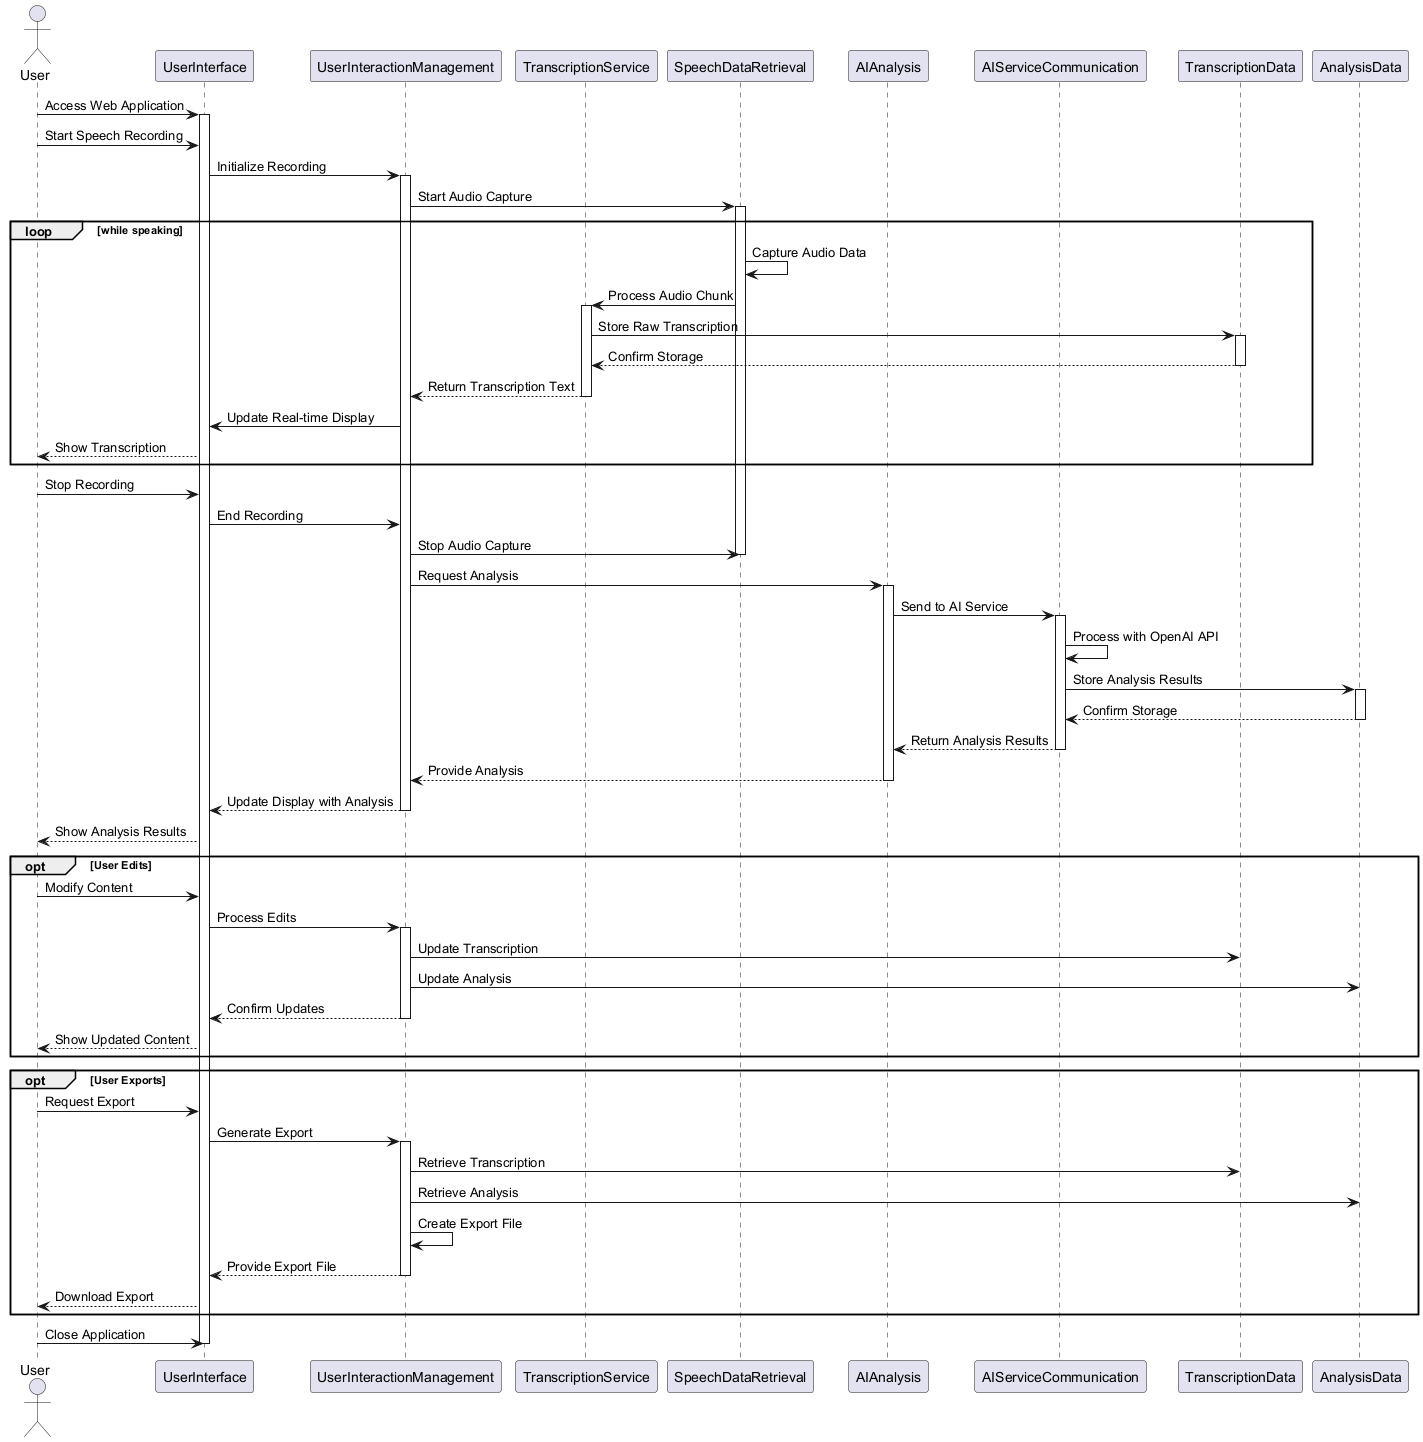 User
UserInterface
UserInteractionManagement
TranscriptionService
SpeechDataRetrieval
AIAnalysis
AIServiceCommunication
TranscriptionData
AnalysisData
Access Web Application
Start Speech Recording
Initialize Recording
Start Audio Capture
loop
[while speaking]
Capture Audio Data
Process Audio Chunk
Store Raw Transcription
Confirm Storage
Return Transcription Text
Update Real-time Display
Show Transcription
Stop Recording
End Recording
Stop Audio Capture
Request Analysis
Send to AI Service
Process with OpenAI API
Store Analysis Results
Confirm Storage
Return Analysis Results
Provide Analysis
Update Display with Analysis
Show Analysis Results
opt
[User Edits]
Modify Content
Process Edits
Update Transcription
Update Analysis
Confirm Updates
Show Updated Content
opt
[User Exports]
Request Export
Generate Export
Retrieve Transcription
Retrieve Analysis
Create Export File
Provide Export File
Download Export
Close Application
User
UserInterface
UserInteractionManagement
TranscriptionService
SpeechDataRetrieval
AIAnalysis
AIServiceCommunication
TranscriptionData
AnalysisData